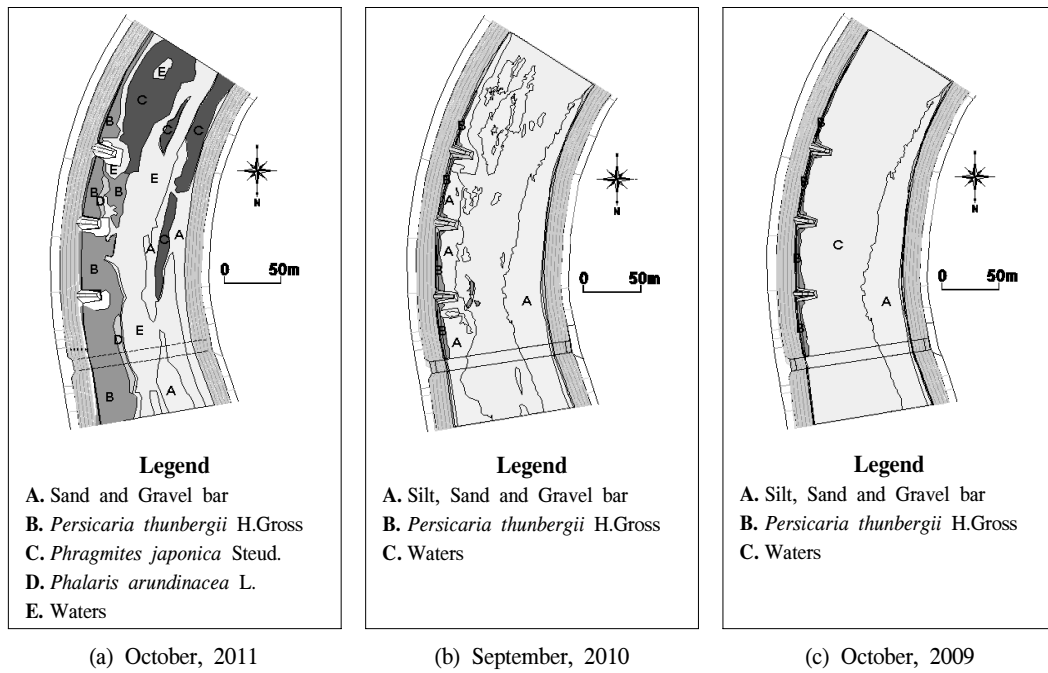 E
C
B
C
C
E
B
B
E
D
A
A
C
B
E
D
A
B
N
0 50m
Legend
A. Sand and Gravel bar
B. Persicaria thunbergii H.Gross
C. Phragmites japonica Steud.
D. Phalaris arundinacea L.
E. Waters
(a) October, 2011
B
B
A
A
B
A
B
A
N
0 50m
Legend
A. Silt, Sand and Gravel bar
B. Persicaria thunbergii H.Gross
C. Waters
(b) September, 2010
B
B
C
B
A
B
N
0 50m
Legend
A. Silt, Sand and Gravel bar
B. Persicaria thunbergii H.Gross
C. Waters
(c) October, 2009